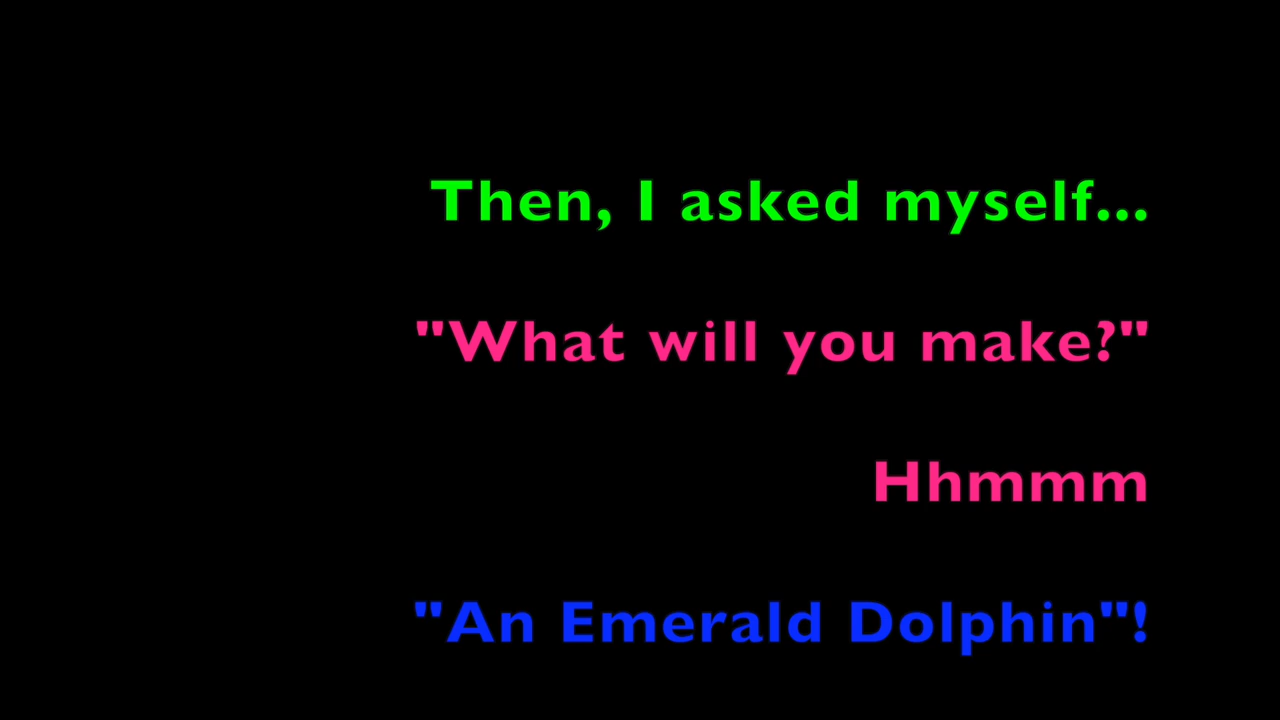 Then, I asked myself...
"What will you make?"
Hhmmm
"An Emerald Dolphin"!